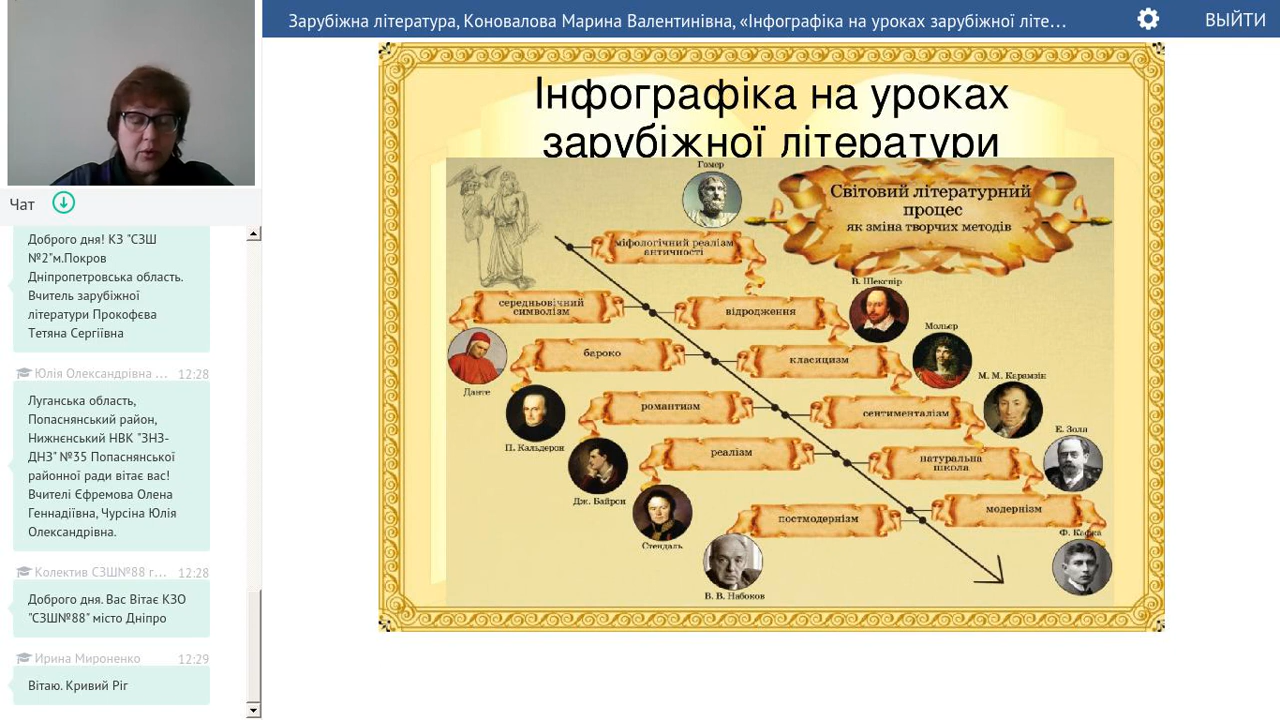 Зарубіжна література, Коновалова Марина Валентинівна, «Інфографіка на уроках зарубіжної літе...
ВЫЙТИ
Чат
Доброго дня! КЗ "СЗШ
№2"м.Покров
Дніпропетровська область.
Вчитель зарубіжної
літератури Прокофєва
Тетяна Сергіївна
Юлія Олександрівна ...
12:28
Луганська область,
Попаснянський район,
Нижнєнський НВК "ЗНЗ-
ДНЗ" №35 Попаснянської
районної ради вітає вас!
Вчителі Єфремова Олена
Геннадіївна, Чурсіна Юлія
Олександрівна.
Колектив СЗШ№88 г...
12:28
Доброго дня. Вас Вітає КЗО
"СЗШ№88" місто Дніпро
Ирина Мироненко
12:29
Вітаю. Кривий Ріг
Інфографіка на уроках
зарубіжної літератури
Гомер
Світовий літературний
процес
як зміна творчих методів
міфологічний реалізм
античності
В. Шекспір
середньовічний
символізм
відродження
Мольєр
бароко
класицизм
Данте
М. М. Карамзін
романтизм
сентименталізм
П. Кальдерон
Е. Золя
реалізм
натуральна
школа
Дж. Байрон
модернізм
постмодернізм
Стендаль
Ф. Кафка
В. В. Набоков